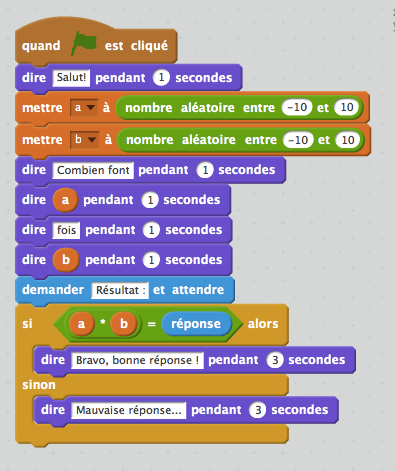 quand est cliqué
dire Salut! pendant 1 secondes
mettre a à nombre aléatoire entre -10 et 10
mettre b à nombre aléatoire entre -10 et 10
dire Combien font pendant 1 secondes
dire a pendant 1 secondes
dire fois pendant 1 secondes
dire b pendant 1 secondes
demander Résultat : et attendre
si a * b = réponse alors
dire Bravo, bonne réponse ! pendant 3 secondes
sinon
dire Mauvaise réponse... pendant 3 secondes